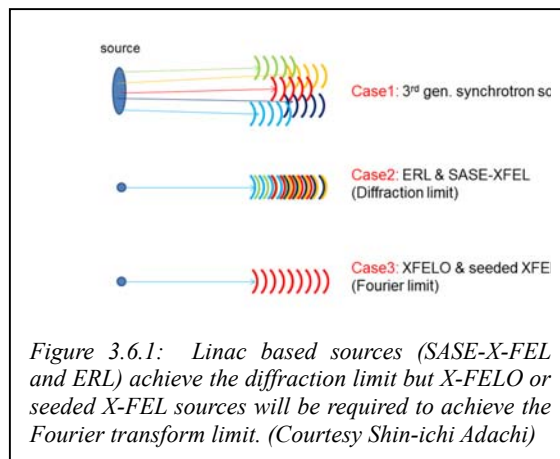 source
Case1: 3rd gen. synchrotron sc
Case2: ERL & SASE-XFEL
(Diffraction limit)
Case3: XFELO & seeded XFE
(Fourier limit)
Figure 3.6.1: Linac based sources (SASE-X-FEL
and ERL) achieve the diffraction limit but X-FELO or
seeded X-FEL sources will be required to achieve the
Fourier transform limit. (Courtesy Shin-ichi Adachi)